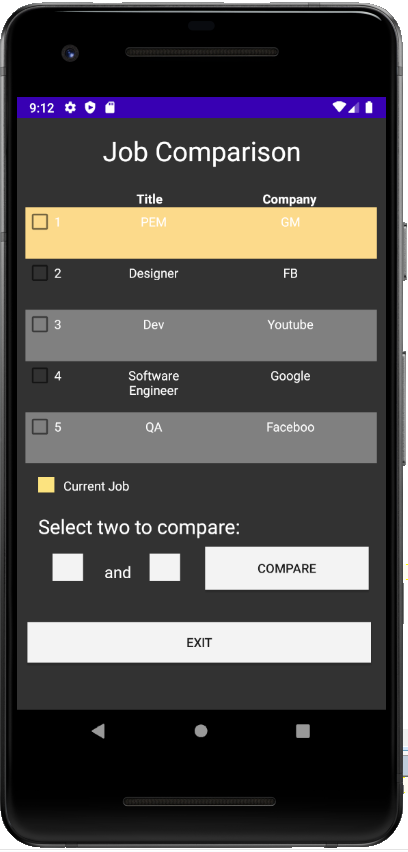 9:12
Job Comparison
Title Company
1 PEM GM
2 Designer FB
3 Dev Youtube
4 Software Google
Engineer
5 QA Faceboo
Current Job
Select two to compare:
and COMPARE
EXIT